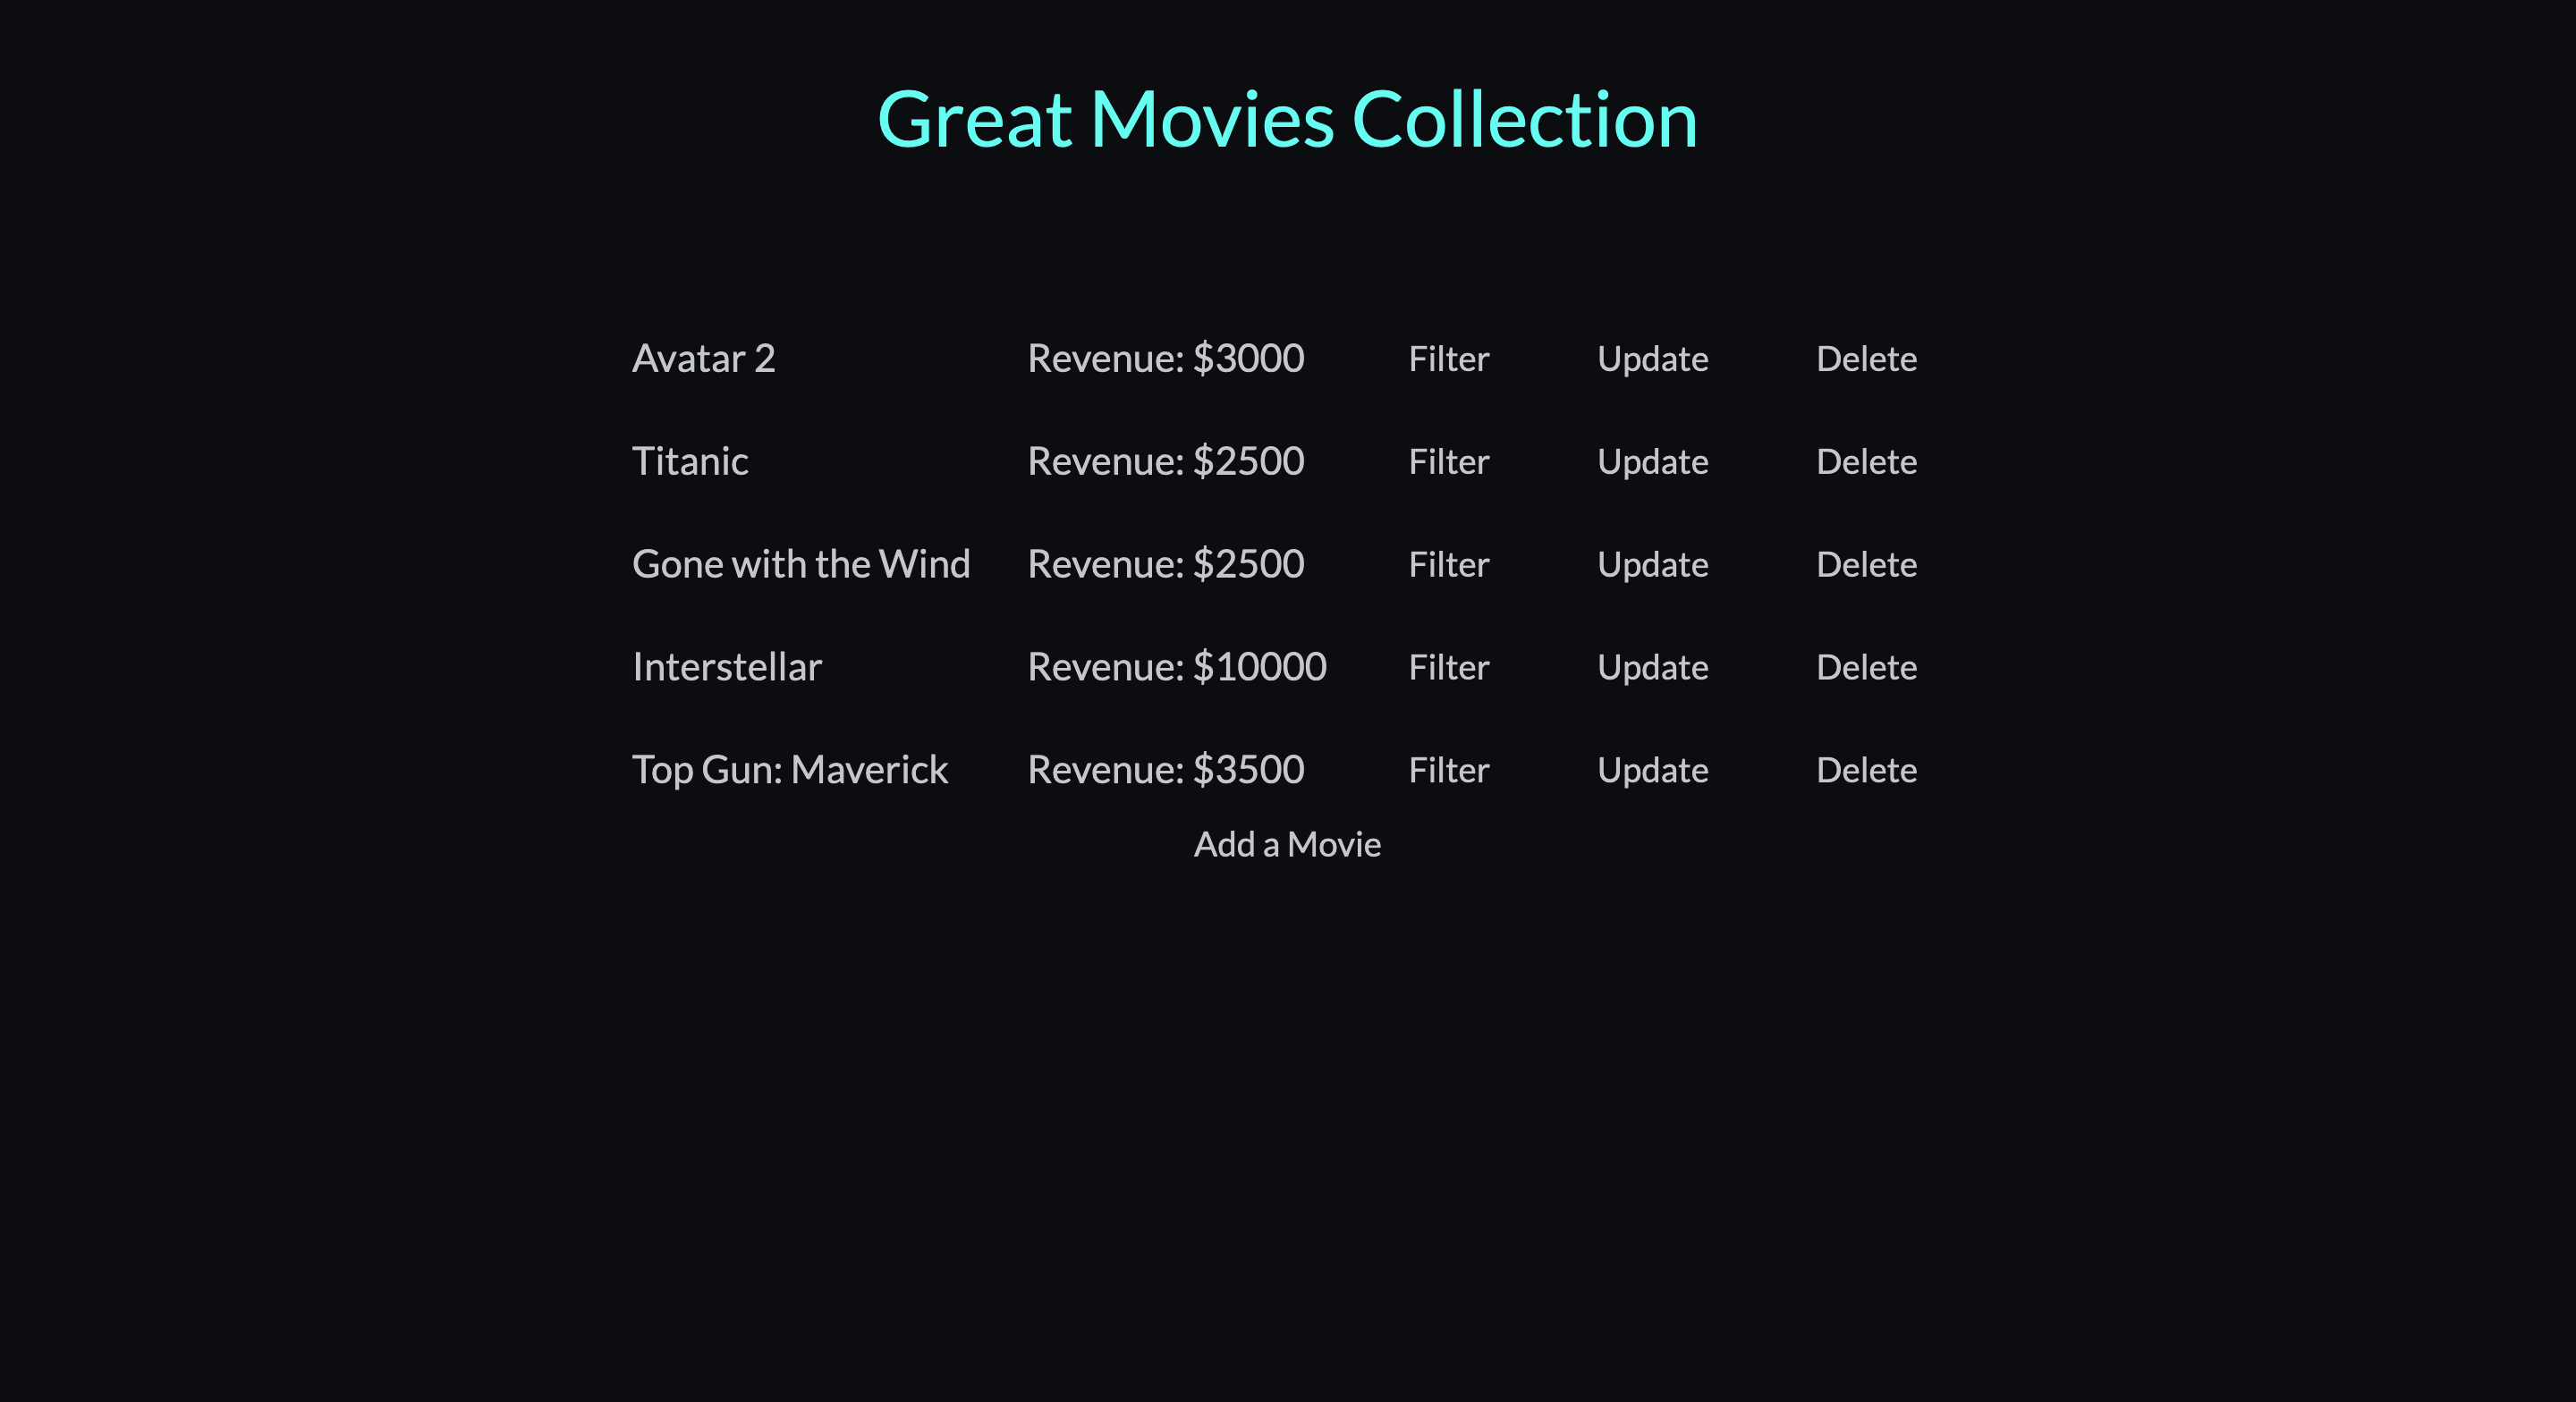 Great Movies Collection
Avatar 2 Revenue: $3000 Filter Update Delete
Titanic Revenue: $2500 Filter Update Delete
Gone with the Wind Revenue: $2500 Filter Update Delete
Interstellar Revenue: $10000 Filter Update Delete
Top Gun: Maverick Revenue: $3500 Filter Update Delete
Add a Movie